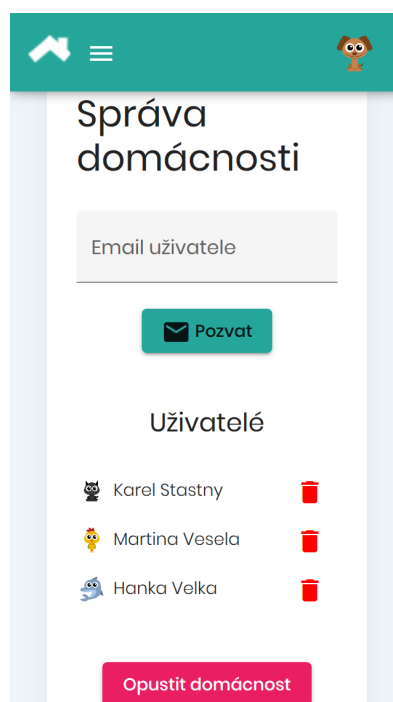 Správa
domácnosti
Email uživatele
Pozvat
Uživatelé
Karel Stastny
Martina Vesela
Hanka Velka
Opustit domácnost